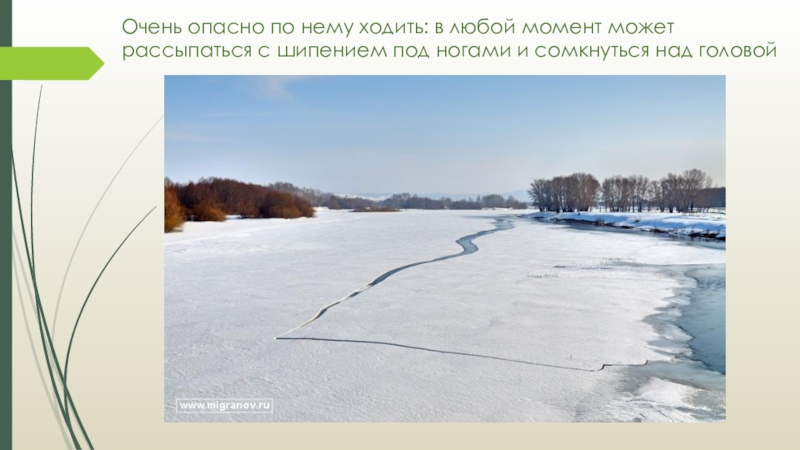 Очень опасно по нему ходить: в любой момент может
рассыпаться с шипением под ногами и сомкнуться над головой
www.migranov.ru